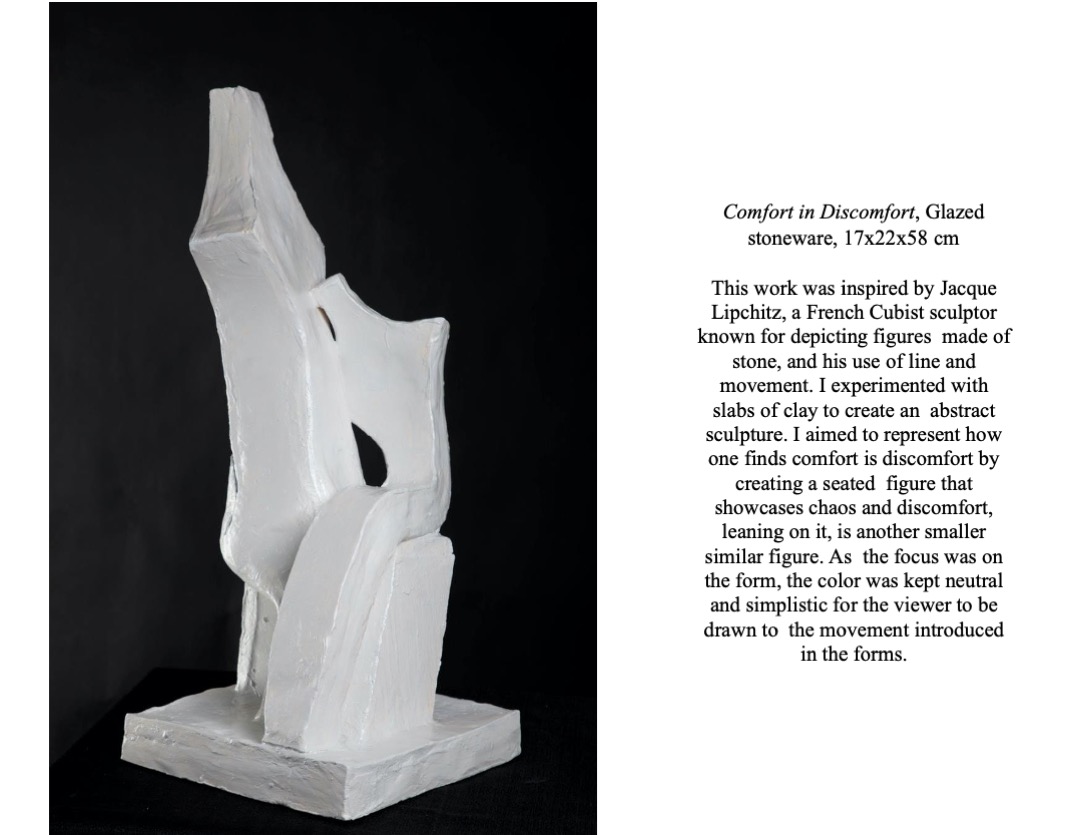 Comfort in Discomfort, Glazed
stoneware, 17x22x58 cm
This work was inspired by Jacque
Lipchitz, a French Cubist sculptor
known for depicting figures  made of
stone, and his use of line and
movement. I experimented with
slabs of clay to create an  abstract
sculpture. I aimed to represent how
one finds comfort is discomfort by
creating a seated  figure that
showcases chaos and discomfort,
leaning on it, is another smaller
similar figure. As  the focus was on
the form, the color was kept neutral
and simplistic for the viewer to be
drawn to  the movement introduced
in the forms.